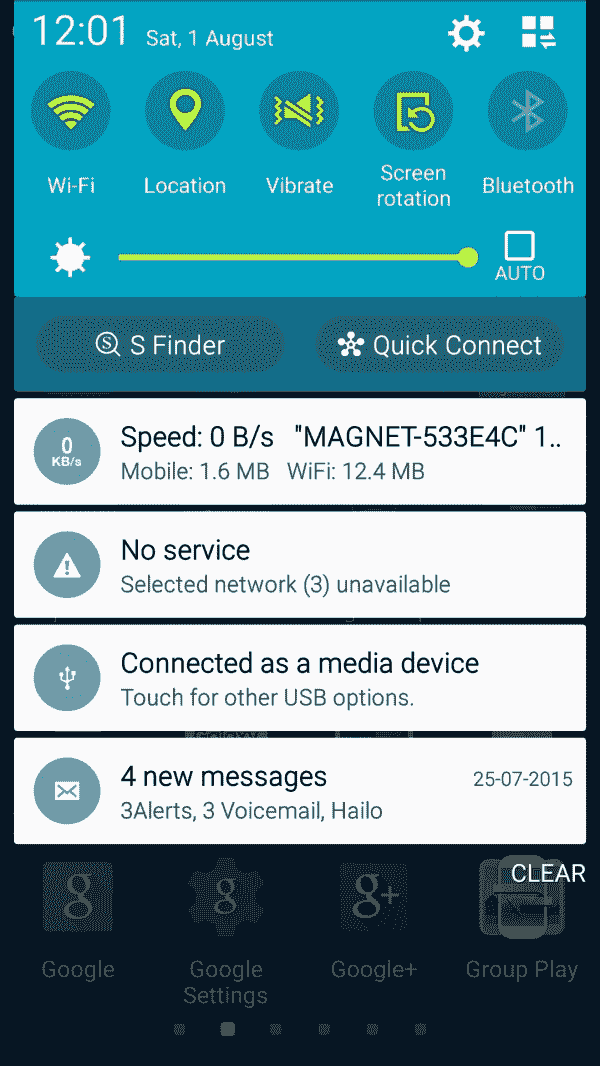 12:01 Sat, 1 August
Wi-Fi Location Vibrate Screen rotation Bluetooth
AUTO
S Finder Quick Connect
0 KB/s
Speed: 0 B/s "MAGNET-533E4C" 1..
Mobile: 1.6 MB WiFi: 12.4 MB
No service
Selected network (3) unavailable
Connected as a media device
Touch for other USB options.
4 new messages 25-07-2015
3Alerts, 3 Voicemail, Hailo
CLEAR
Google Google Settings Google+ Group Play